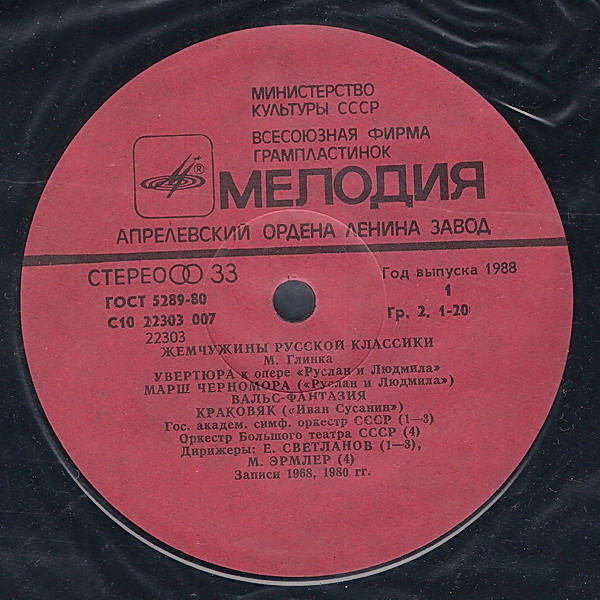 МИНИСТЕРСТВО
КУЛЬТУРЫ СССР
ВСЕСОЮЗНАЯ ФИРМА
ГРАМПЛАСТИНОК
®
МЕЛОДИЯ
АПРЕЛЕВСКИЙ ОРДЕНА ЛЕНИНА ЗАВОД
СТЕРЕО 33
Год выпуска 1988
ГОСТ 5289-80
1
С10 22303 007
Гр. 2. 1-20
22303
ЖЕМЧУЖИНЫ РУССКОЙ КЛАССИКИ
М. Глинка
УВЕРТЮРА к опере «Руслан и Людмила»
МАРШ ЧЕРНОМОРА («Руслан и Людмила»)
ВАЛЬС-ФАНТАЗИЯ
КРАКОВЯК («Иван Сусанин»)
Гос. академ. симф. оркестр СССР (1—3)
Оркестр Большого театра СССР (4)
Дирижеры: Е. СВЕТЛАНОВ (1—3),
М. ЭРМЛЕР (4)
Записи 1968, 1980 гг.